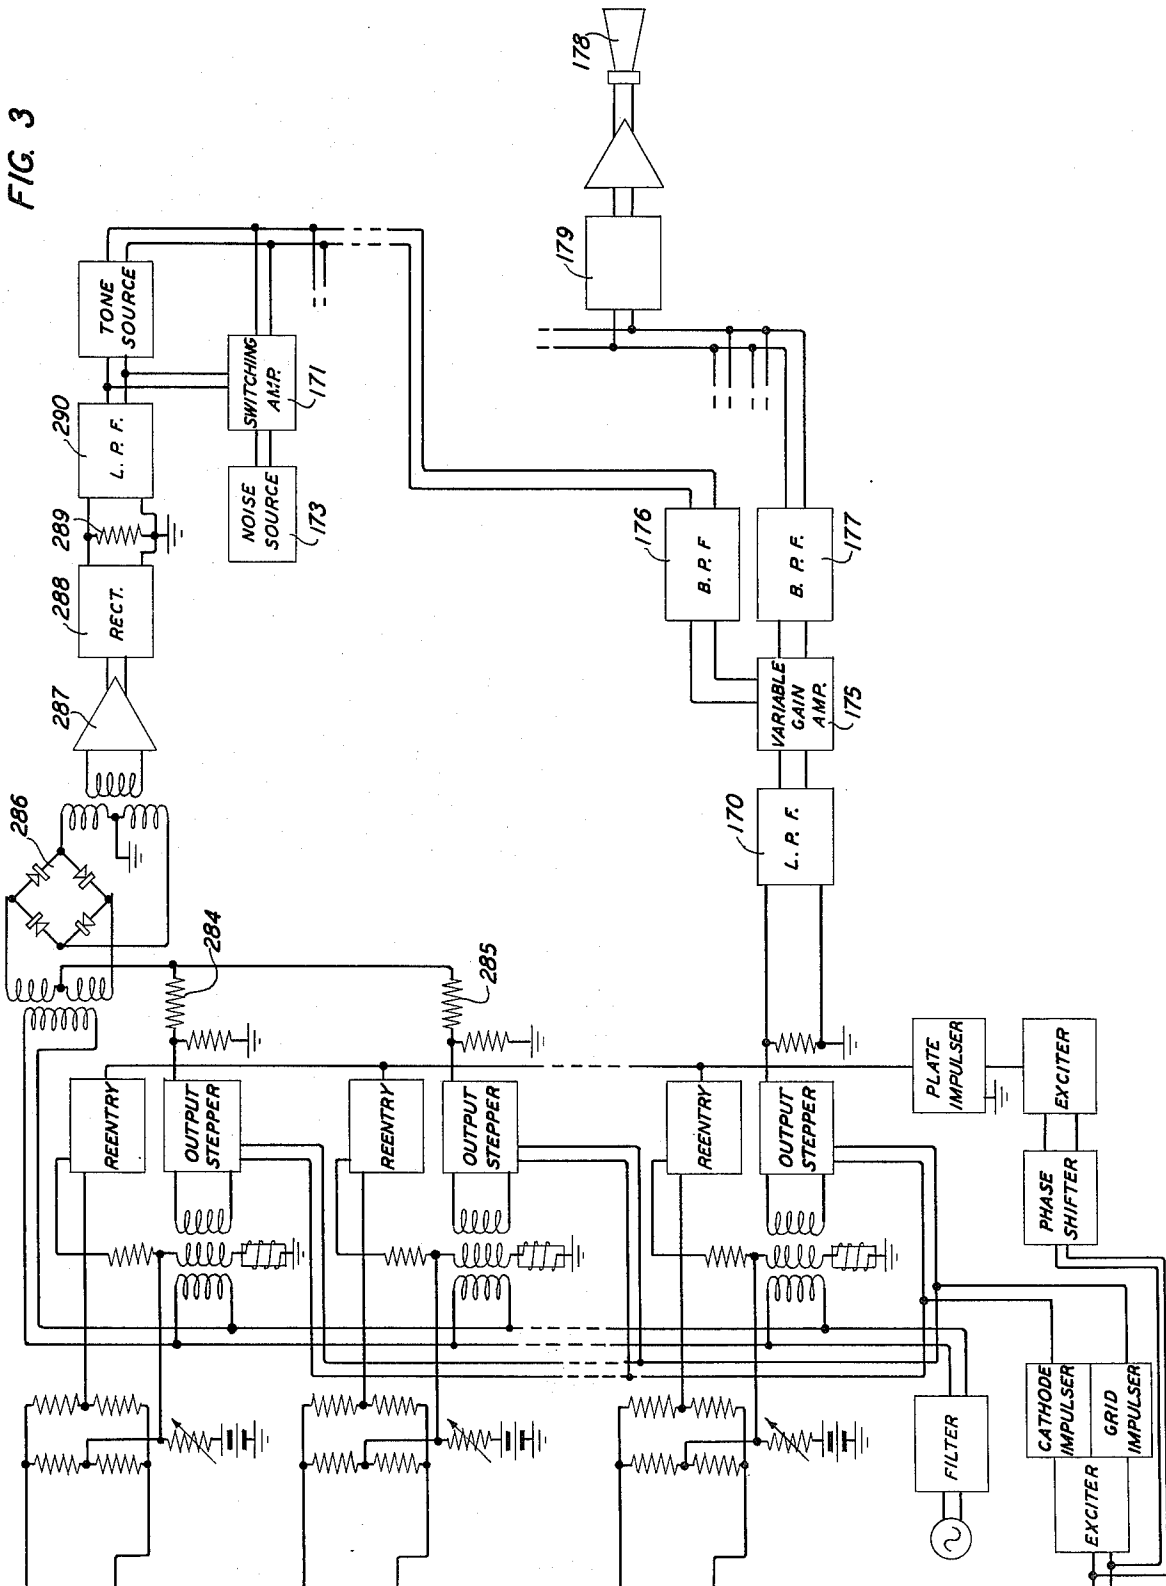 FIG. 3
286
287
288
RECT.
289
290
L. P. F.
TONE
SOURCE
NOISE
SOURCE
173
SWITCHING
AMP.
171
REENTRY
OUTPUT
STEPPER
284
REENTRY
OUTPUT
STEPPER
285
REENTRY
OUTPUT
STEPPER
170
L. P. F.
VARIABLE
GAIN
AMP.
175
176
B. P. F
B. P. F.
177
179
178
FILTER
CATHODE
IMPULSER
GRID
IMPULSER
EXCITER
PHASE
SHIFTER
EXCITER
PLATE
IMPULSER